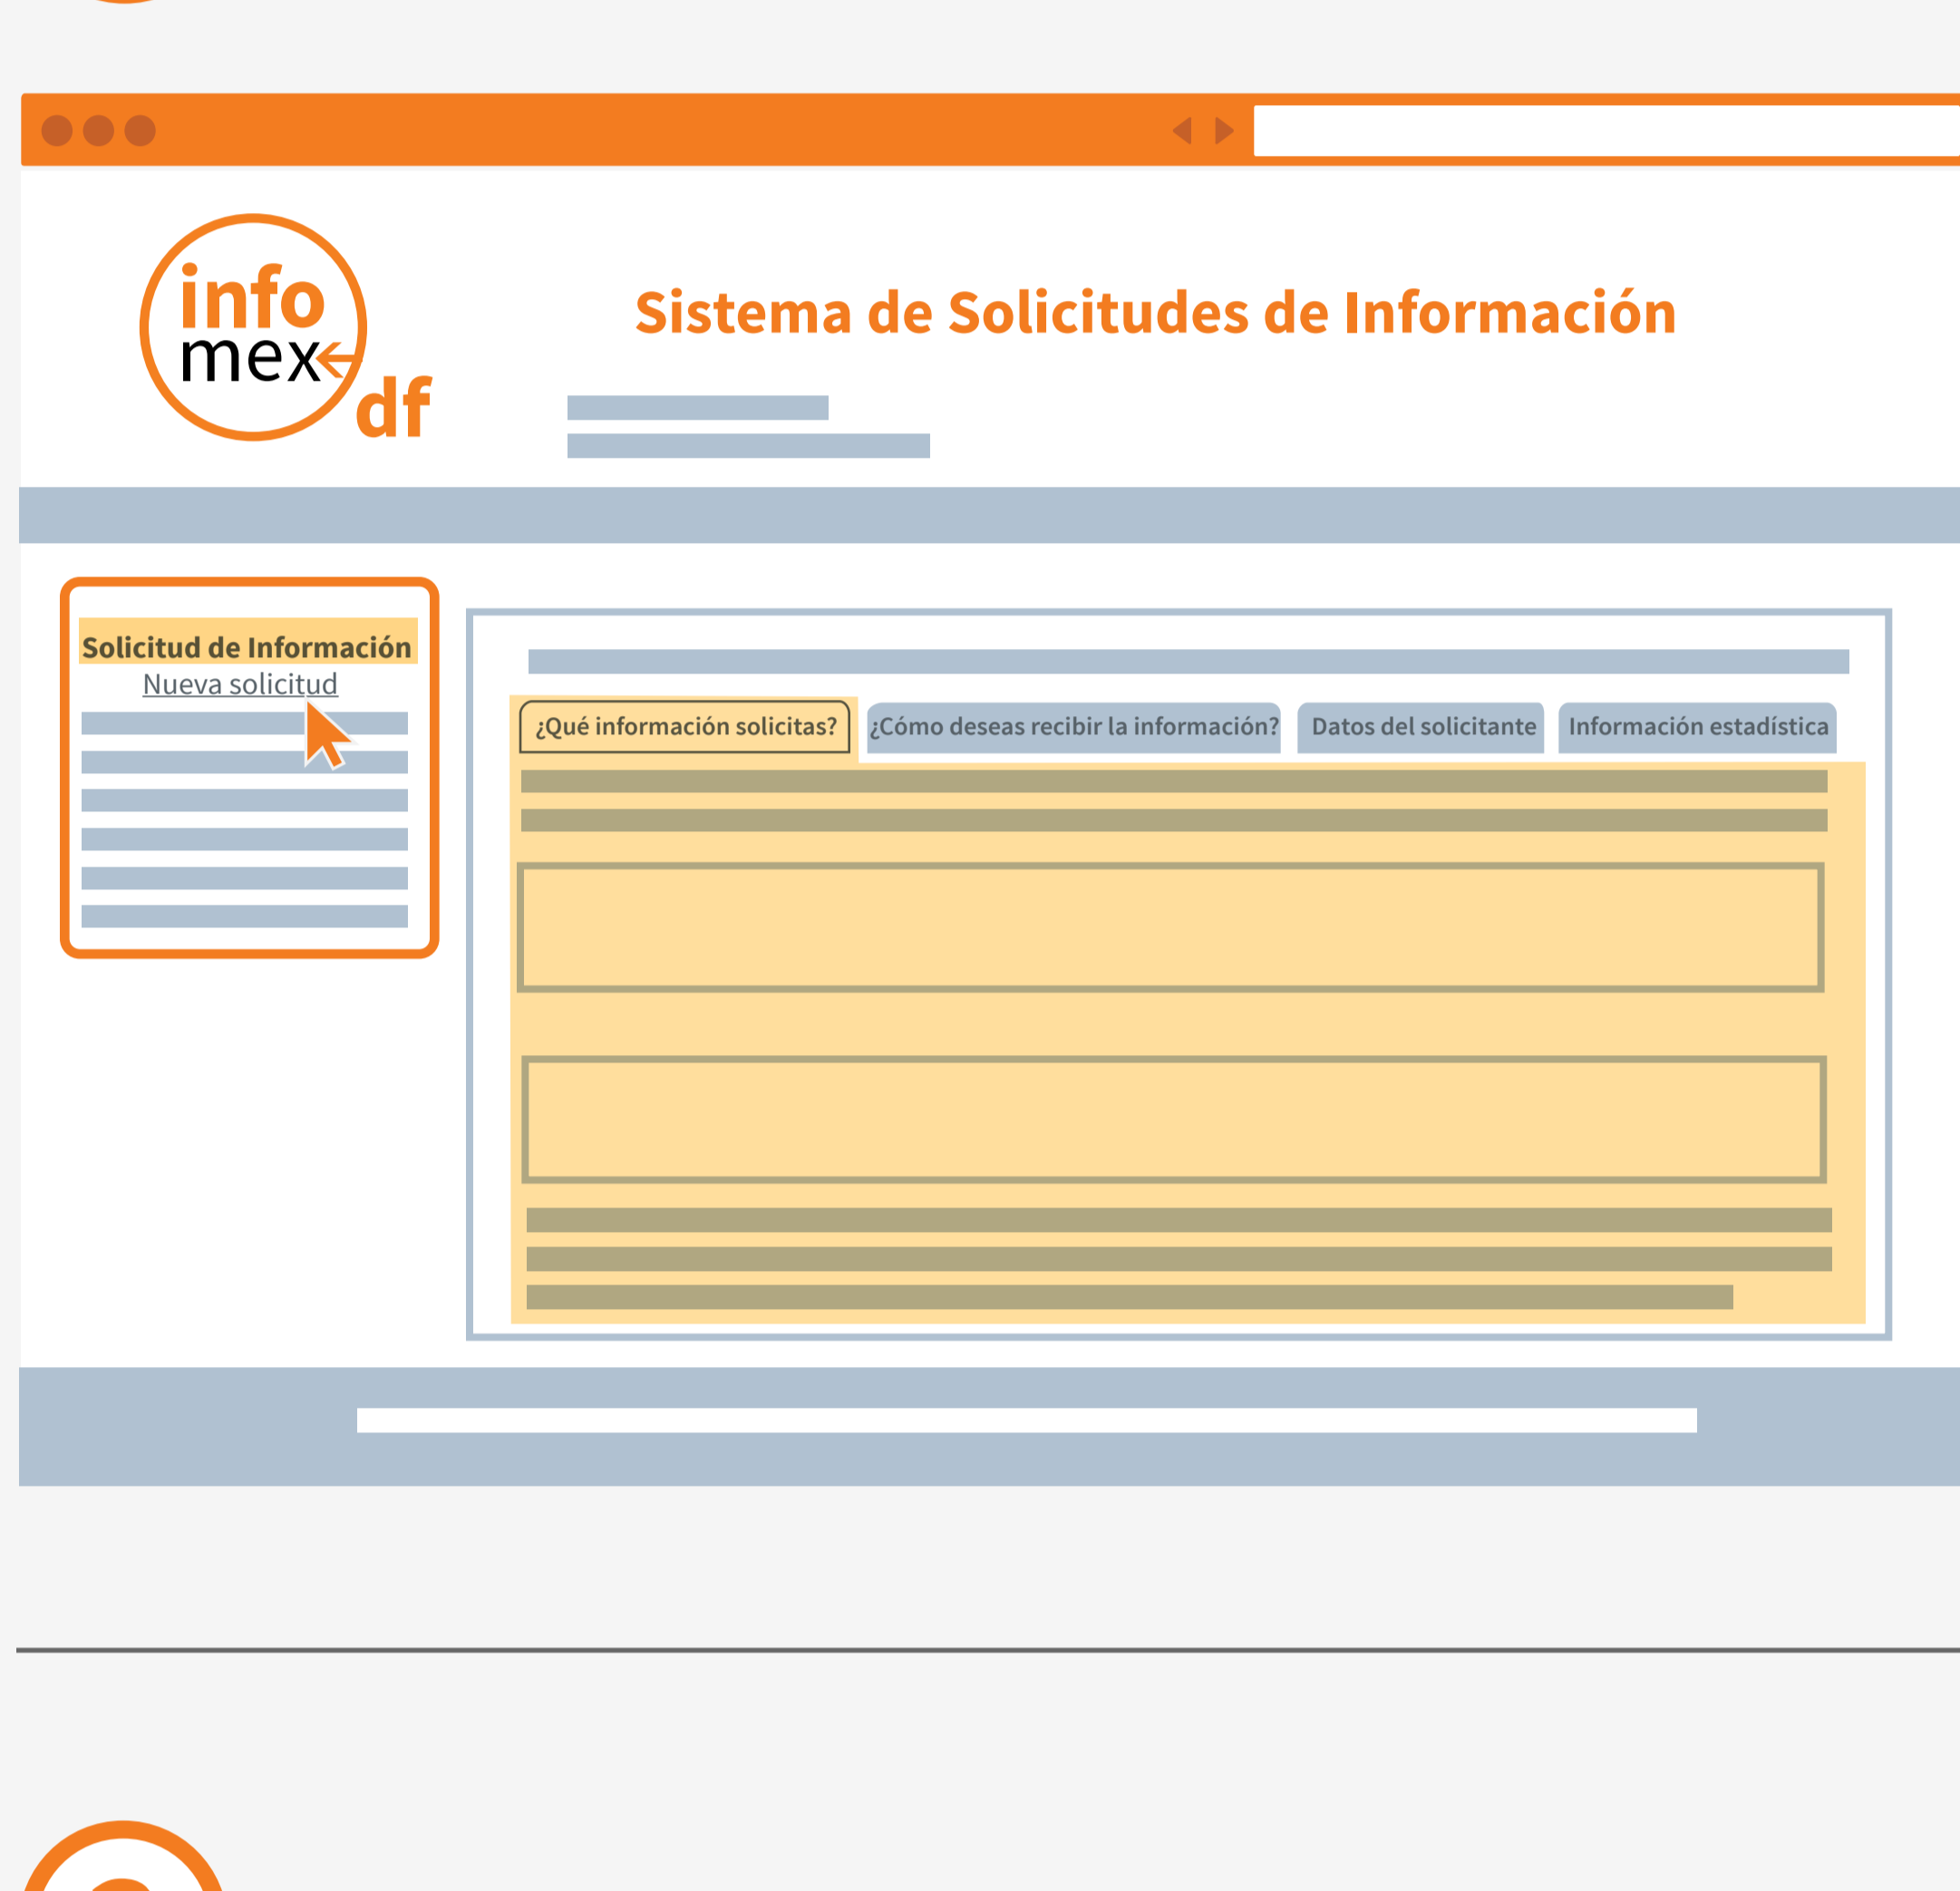 info
mex
df
Sistema de Solicitudes de Información
Solicitud de Información
Nueva solicitud
¿Qué información solicitas?
¿Cómo deseas recibir la información?
Datos del solicitante
Información estadística